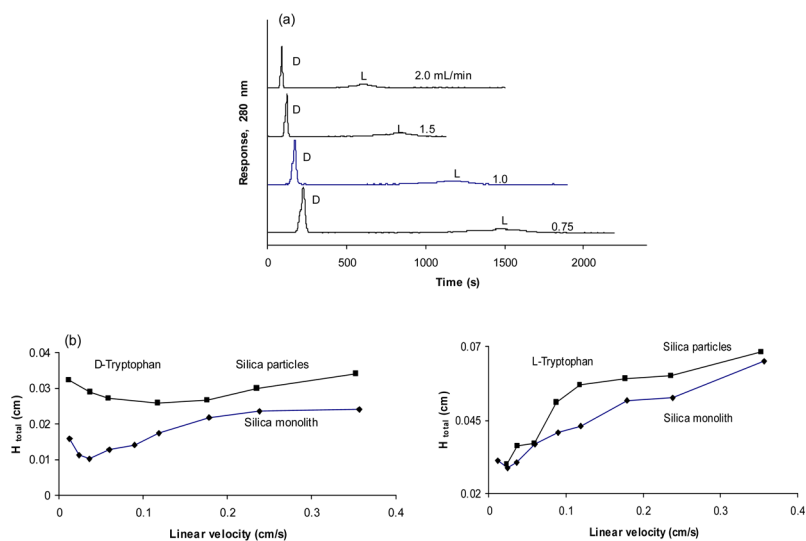 (a)
Response, 280 nm
D
L
2.0 mL/min
D
L
1.5
D
L
1.0
D
L
0.75
0
500
1000
1500
2000
Time (s)
(b)
D-Tryptophan
Silica particles
Silica monolith
H total (cm)
0.04
0.03
0.02
0.01
0
0
0.1
0.2
0.3
0.4
Linear velocity (cm/s)
L-Tryptophan
Silica particles
Silica monolith
H total (cm)
0.07
0.045
0.02
0
0.1
0.2
0.3
0.4
Linear velocity (cm/s)